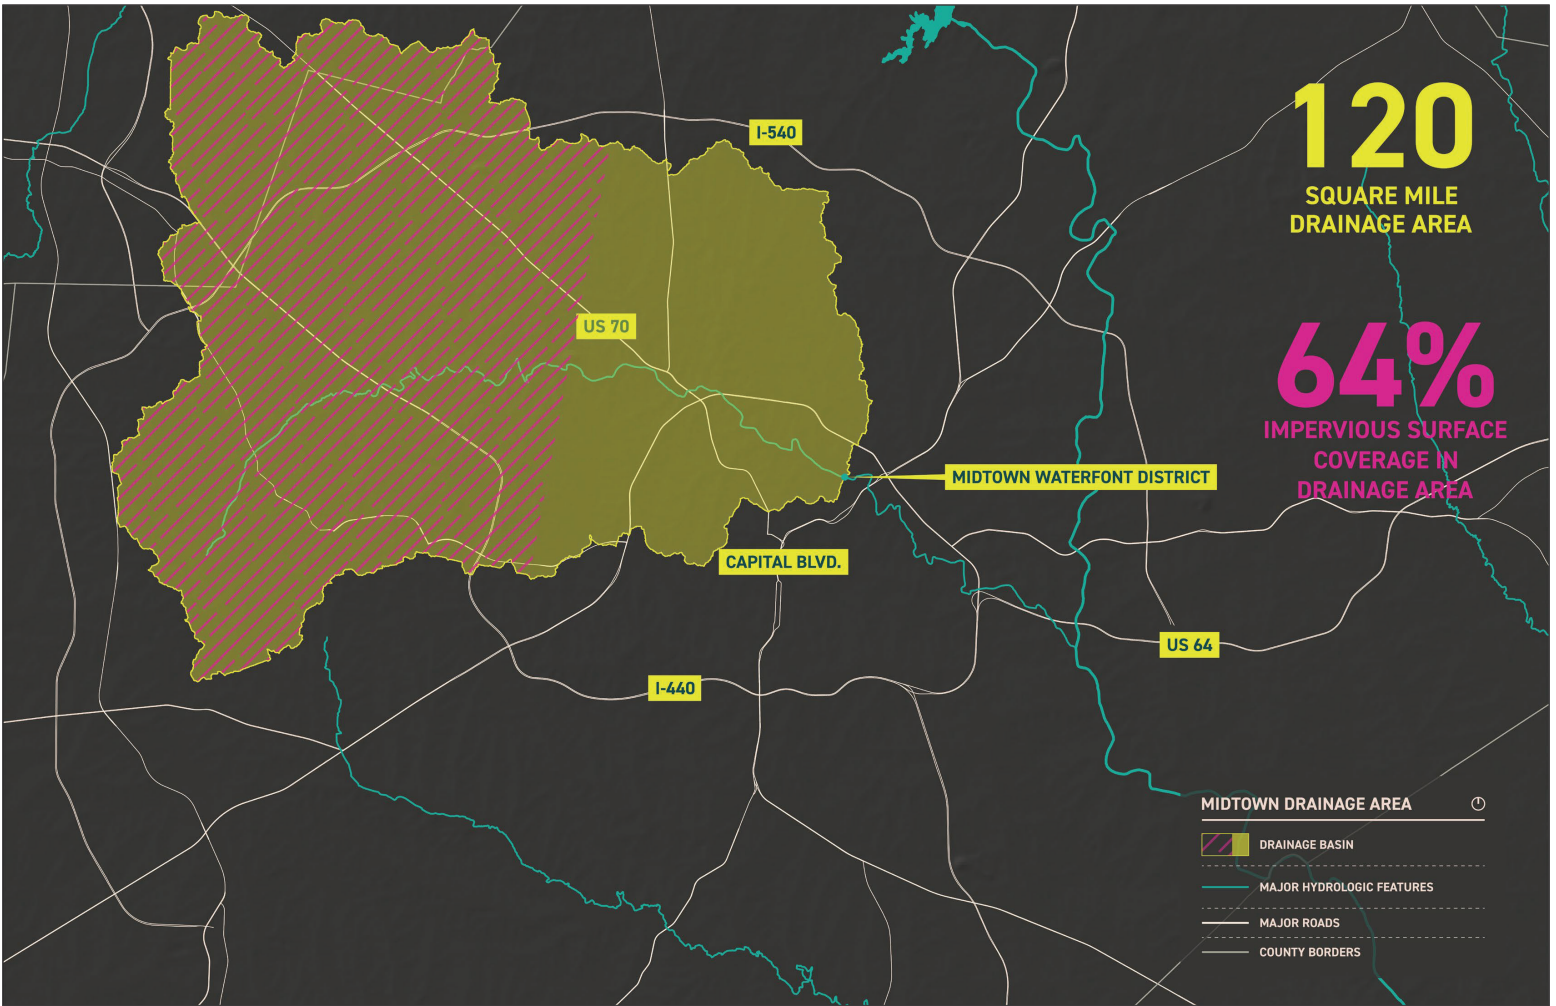 I-540
120
SQUARE MILE
DRAINAGE AREA
US 70
64%
IMPERVIOUS SURFACE
COVERAGE IN
DRAINAGE AREA
MIDTOWN WATERFONT DISTRICT
CAPITAL BLVD.
US 64
I-440
MIDTOWN DRAINAGE AREA
DRAINAGE BASIN
MAJOR HYDROLOGIC FEATURES
MAJOR ROADS
COUNTY BORDERS